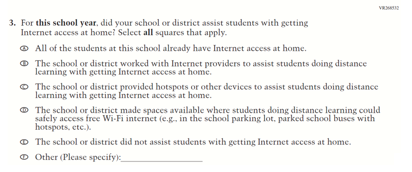 VR268532
3. For this school year, did your school or district assist students with getting
Internet access at home? Select all squares that apply.
A All of the students at this school already have Internet access at home.
B The school or district worked with Internet providers to assist students doing distance
learning with getting Internet access at home.
C The school or district provided hotspots or other devices to assist students doing distance
learning with getting Internet access at home.
D The school or district made spaces available where students doing distance learning could
safely access free Wi-Fi internet (e.g., in the school parking lot, parked school buses with
hotspots, etc.).
E The school or district did not assist students with getting Internet access at home.
F Other (Please specify):